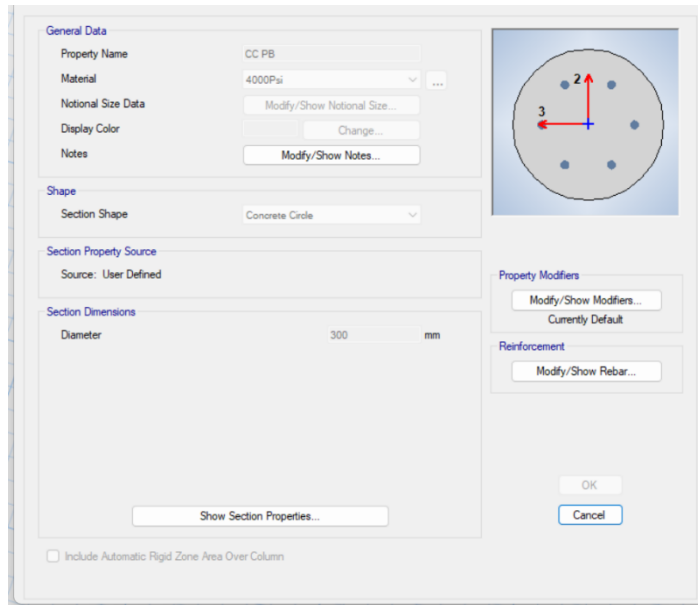 General Data
Property Name CC PB
Material 4000Psi ...
Notional Size Data Modify/Show Notional Size...
Display Color Change...
Notes Modify/Show Notes...
Shape
Section Shape Concrete Circle
Section Property Source
Source: User Defined
Section Dimensions
Diameter 300 mm
Show Section Properties...
Include Automatic Rigid Zone Area Over Column
2
3
Property Modifiers
Modify/Show Modifiers...
Currently Default
Reinforcement
Modify/Show Rebar...
OK
Cancel